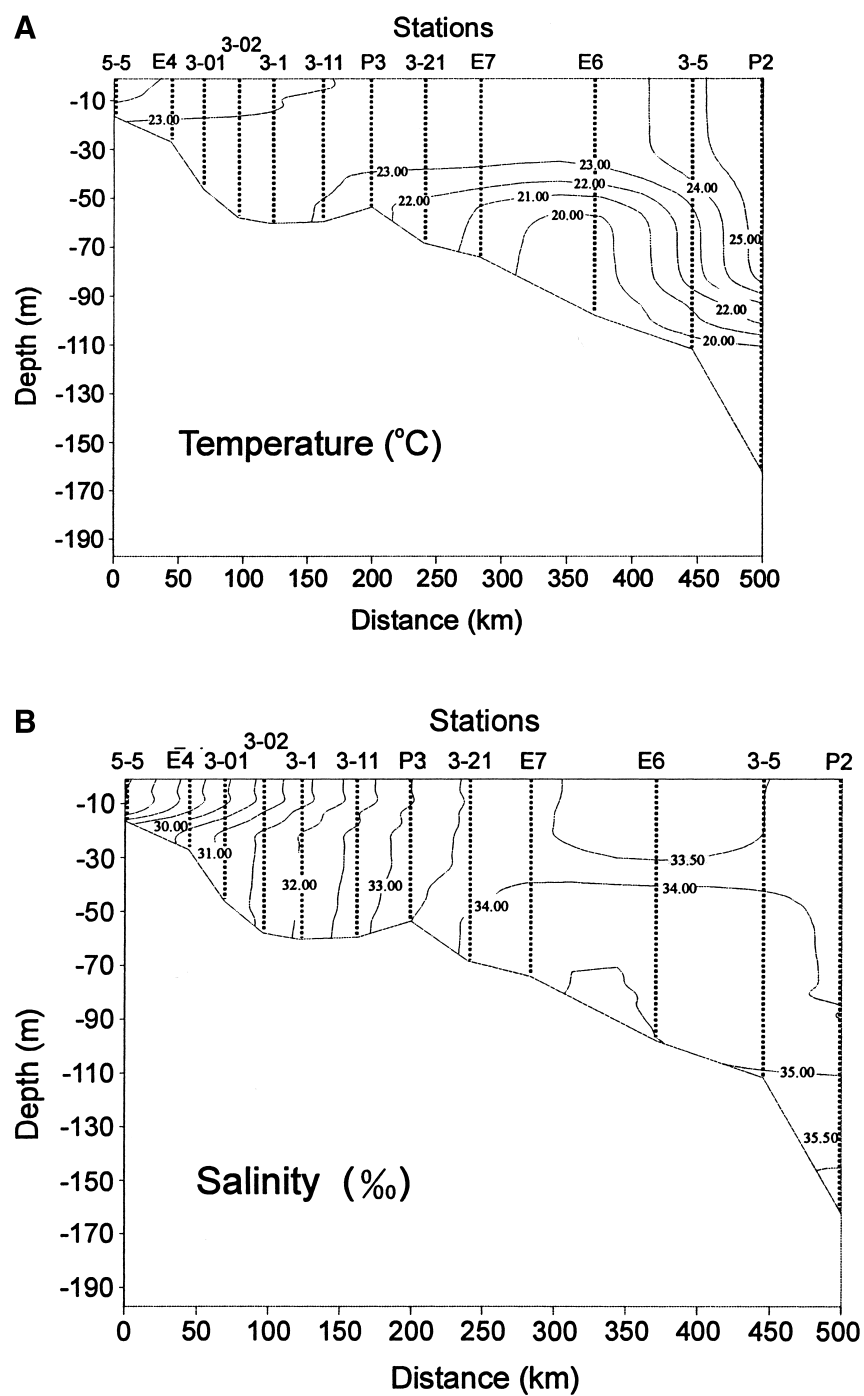 A
Stations
3-02
5-5 E4 3-01 3-1 3-11 P3 3-21 E7 E6 3-5 P2
-10
23.00
-30
23.00 23.00
24.00
-50
22.00 22.00
21.00
20.00
-70
25.00
-90
22.00
-110
20.00
-130
-150
-170
-190
Depth (m)
Temperature (°C)
0 50 100 150 200 250 300 350 400 450 500
Distance (km)
B
Stations
3-02
5-5 E4 3-01 3-1 3-11 P3 3-21 E7 E6 3-5 P2
-10
30.00
-30
31.00
33.50
32.00 33.00 34.00
34.00
-50
-70
-90
-110
35.00
-130
35.50
-150
-170
-190
Depth (m)
Salinity (‰)
0 50 100 150 200 250 300 350 400 450 500
Distance (km)